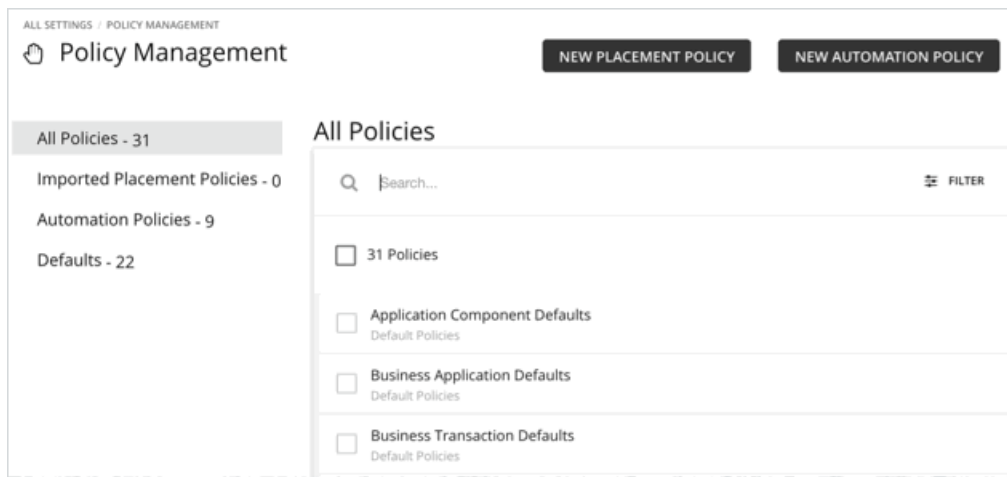 ALL SETTINGS / POLICY MANAGEMENT
Policy Management
NEW PLACEMENT POLICY
NEW AUTOMATION POLICY
All Policies - 31
Imported Placement Policies - 0
Automation Policies - 9
Defaults - 22
All Policies
Search...
FILTER
31 Policies
Application Component Defaults
Default Policies
Business Application Defaults
Default Policies
Business Transaction Defaults
Default Policies